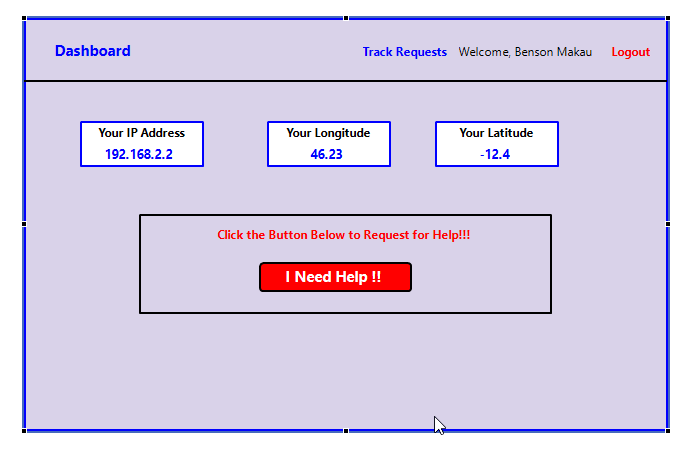 Dashboard Track Requests Welcome, Benson Makau Logout
Your IP Address Your Longitude Your Latitude
192.168.2.2 46.23 -12.4
Click the Button Below to Request for Help!!!
I Need Help !!